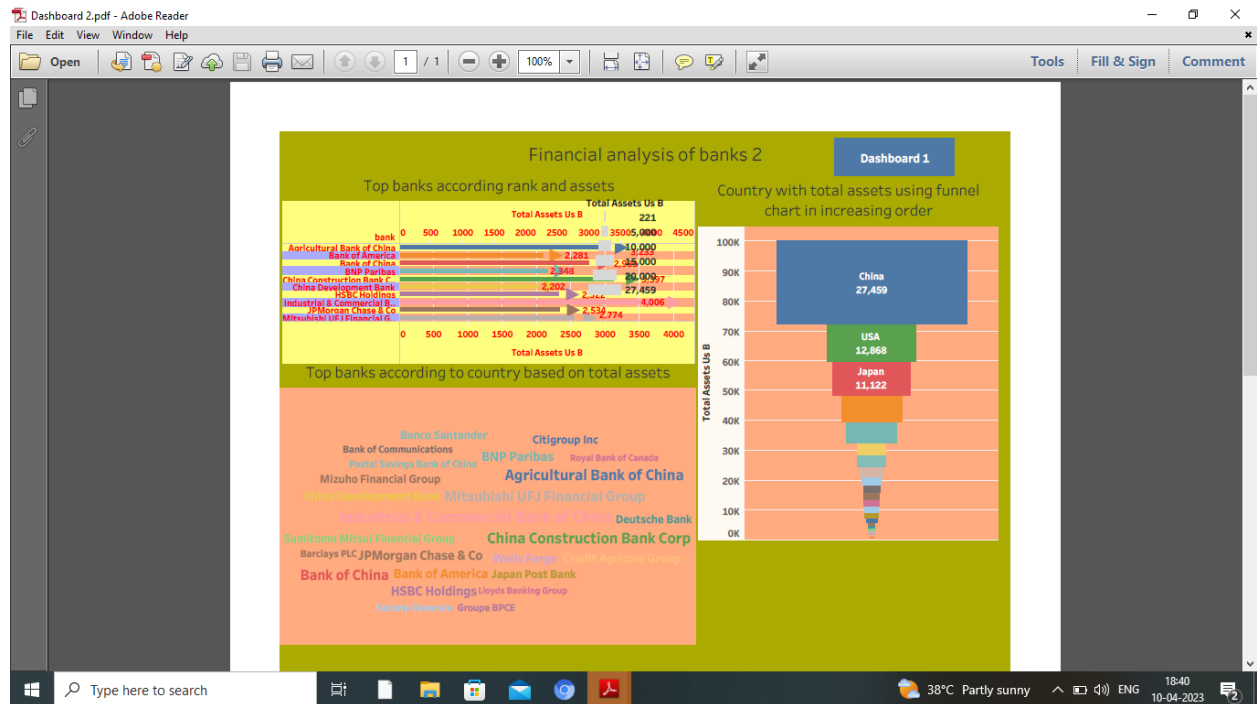 Dashboard 2.pdf - Adobe Reader
File Edit View Window Help
Open 1 / 1 100% Tools Fill & Sign Comment
Financial analysis of banks 2
Dashboard 1
Top banks according rank and assets
Total Assets Us B
221
5,000
10,000
15,000
20,000
27,459
Total Assets Us B
bank 0 500 1000 1500 2000 2500 3000 3500 4000 4500
Agricultural Bank of China 3,233
Bank of America 2,281
Bank of China
BNP Paribas 2,348
China Construction Bank C..
China Development Bank 2,202
HSBC Holdings
Industrial & Commercial B.. 4,006
JPMorgan Chase & Co 2,534
Mitsubishi UFJ Financial G.. 2,774
0 500 1000 1500 2000 2500 3000 3500 4000
Total Assets Us B
Top banks according to country based on total assets
Banco Santander
Citigroup Inc
Bank of Communications
BNP Paribas
Royal Bank of Canada
Postal Savings Bank of China
Mizuho Financial Group
Agricultural Bank of China
China Development Bank
Mitsubishi UFJ Financial Group
Industrial & Commercial Bank of China
Deutsche Bank
Sumitomo Mitsui Financial Group
China Construction Bank Corp
Barclays PLC
JPMorgan Chase & Co
Wells Fargo
Credit Agricole Group
Bank of China
Bank of America
Japan Post Bank
HSBC Holdings
Lloyds Banking Group
Societe Generale
Groupe BPCE
Country with total assets using funnel
chart in increasing order
Total Assets Us B
100K
90K
80K
70K
60K
50K
40K
30K
20K
10K
0K
China
27,459
USA
12,868
Japan
11,122
Type here to search
38°C Partly sunny
ENG
18:40
10-04-2023
2